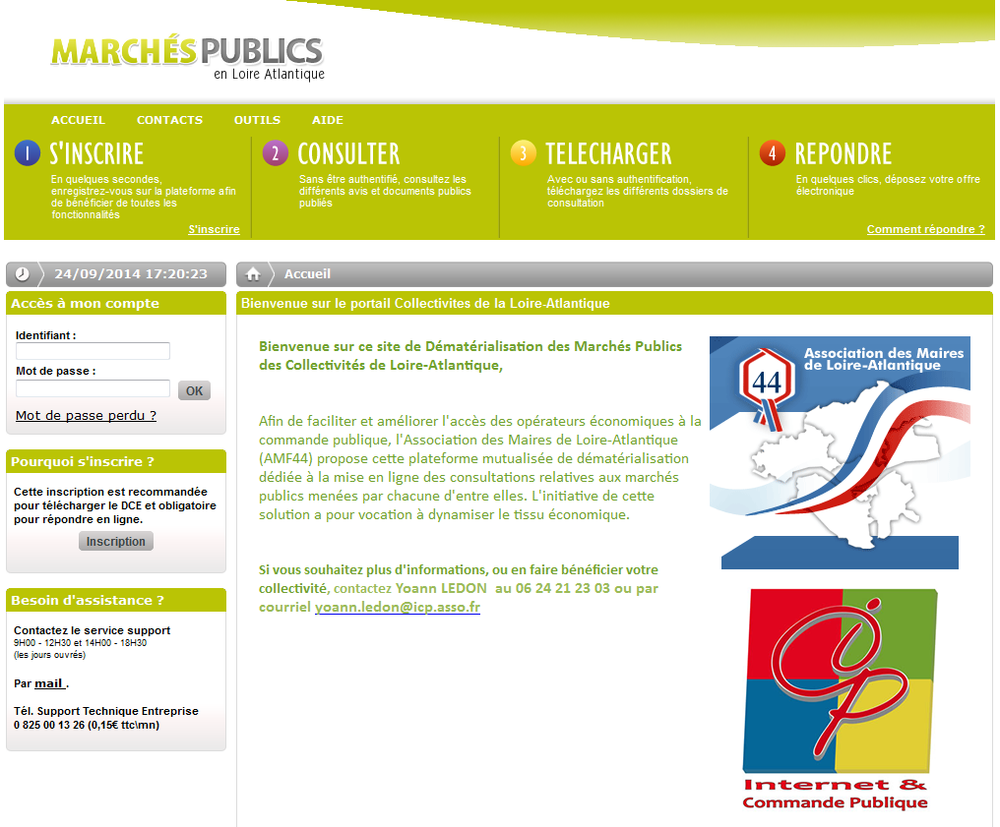 MARCHÉS PUBLICS
en Loire Atlantique
ACCUEIL CONTACTS OUTILS AIDE
1 S'INSCRIRE
En quelques secondes,
enregistrez-vous sur la plateforme afin
de bénéficier de toutes les
fonctionnalités
S'inscrire
2 CONSULTER
Sans être authentifié, consultez les
différents avis et documents publics
publiés
3 TELECHARGER
Avec ou sans authentification,
téléchargez les différents dossiers de
consultation
4 REPONDRE
En quelques clics, déposez votre offre
électronique
Comment répondre ?
24/09/2014 17:20:23
Accès à mon compte
Identifiant :
Mot de passe :
OK
Mot de passe perdu ?
Pourquoi s'inscrire ?
Cette inscription est recommandée
pour télécharger le DCE et obligatoire
pour répondre en ligne.
Inscription
Besoin d'assistance ?
Contactez le service support
9H00 - 12H30 et 14H00 - 18H30
(les jours ouvrés)
Par mail .
Tél. Support Technique Entreprise
0 825 00 13 26 (0,15€ ttc\mn)
Accueil
Bienvenue sur le portail Collectivites de la Loire-Atlantique
Bienvenue sur ce site de Dématérialisation des Marchés Publics
des Collectivités de Loire-Atlantique,
Afin de faciliter et améliorer l'accès des opérateurs économiques à la
commande publique, l'Association des Maires de Loire-Atlantique
(AMF44) propose cette plateforme mutualisée de dématérialisation
dédiée à la mise en ligne des consultations relatives aux marchés
publics menées par chacune d'entre elles. L'initiative de cette
solution a pour vocation à dynamiser le tissu économique.
Si vous souhaitez plus d'informations, ou en faire bénéficier votre
collectivité, contactez Yoann LEDON au 06 24 21 23 03 ou par
courriel yoann.ledon@icp.asso.fr
44
Association des Maires
de Loire-Atlantique
icp
Internet &
Commande Publique